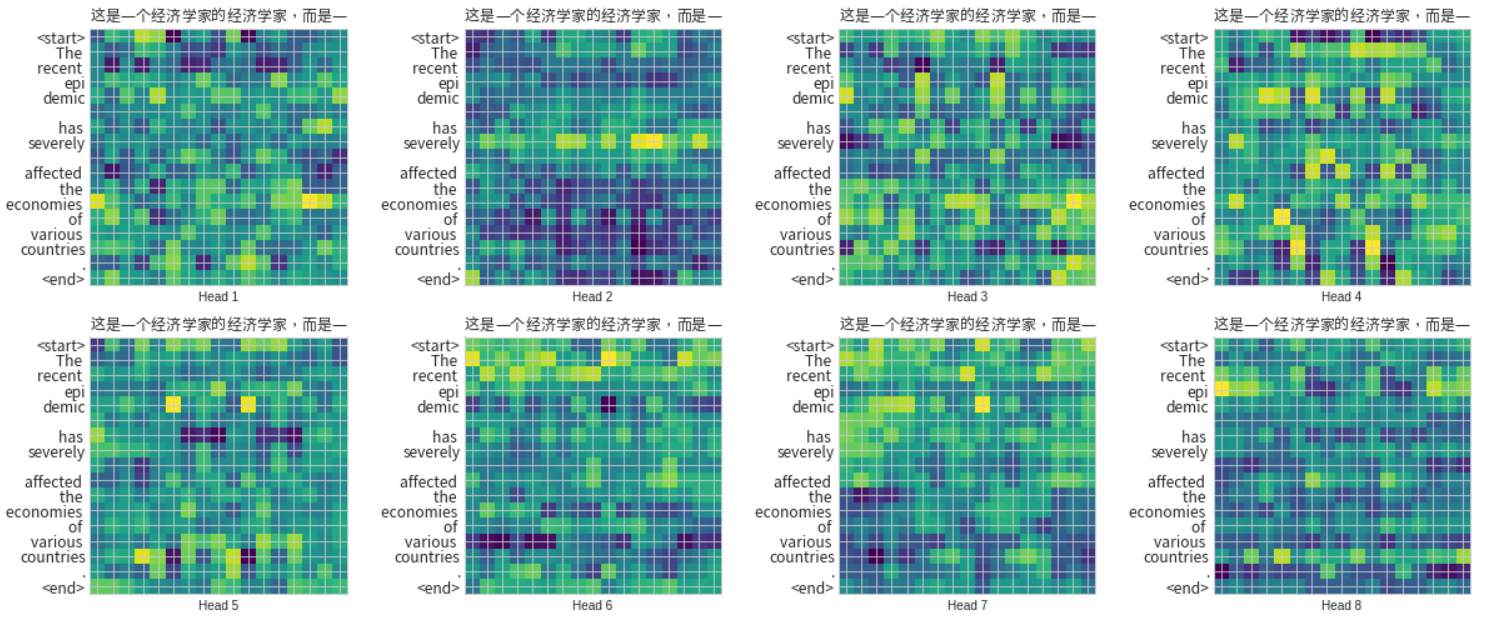 这是一个经济学家的经济学家，而是一
<start>
The
recent
epi
demic
has
severely
affected
the
economies
of
various
countries
.
<end>
Head 1
这是一个经济学家的经济学家，而是一
<start>
The
recent
epi
demic
has
severely
affected
the
economies
of
various
countries
.
<end>
Head 2
这是一个经济学家的经济学家，而是一
<start>
The
recent
epi
demic
has
severely
affected
the
economies
of
various
countries
.
<end>
Head 3
这是一个经济学家的经济学家，而是一
<start>
The
recent
epi
demic
has
severely
affected
the
economies
of
various
countries
.
<end>
Head 4
这是一个经济学家的经济学家，而是一
<start>
The
recent
epi
demic
has
severely
affected
the
economies
of
various
countries
.
<end>
Head 5
这是一个经济学家的经济学家，而是一
<start>
The
recent
epi
demic
has
severely
affected
the
economies
of
various
countries
.
<end>
Head 6
这是一个经济学家的经济学家，而是一
<start>
The
recent
epi
demic
has
severely
affected
the
economies
of
various
countries
.
<end>
Head 7
这是一个经济学家的经济学家，而是一
<start>
The
recent
epi
demic
has
severely
affected
the
economies
of
various
countries
.
<end>
Head 8